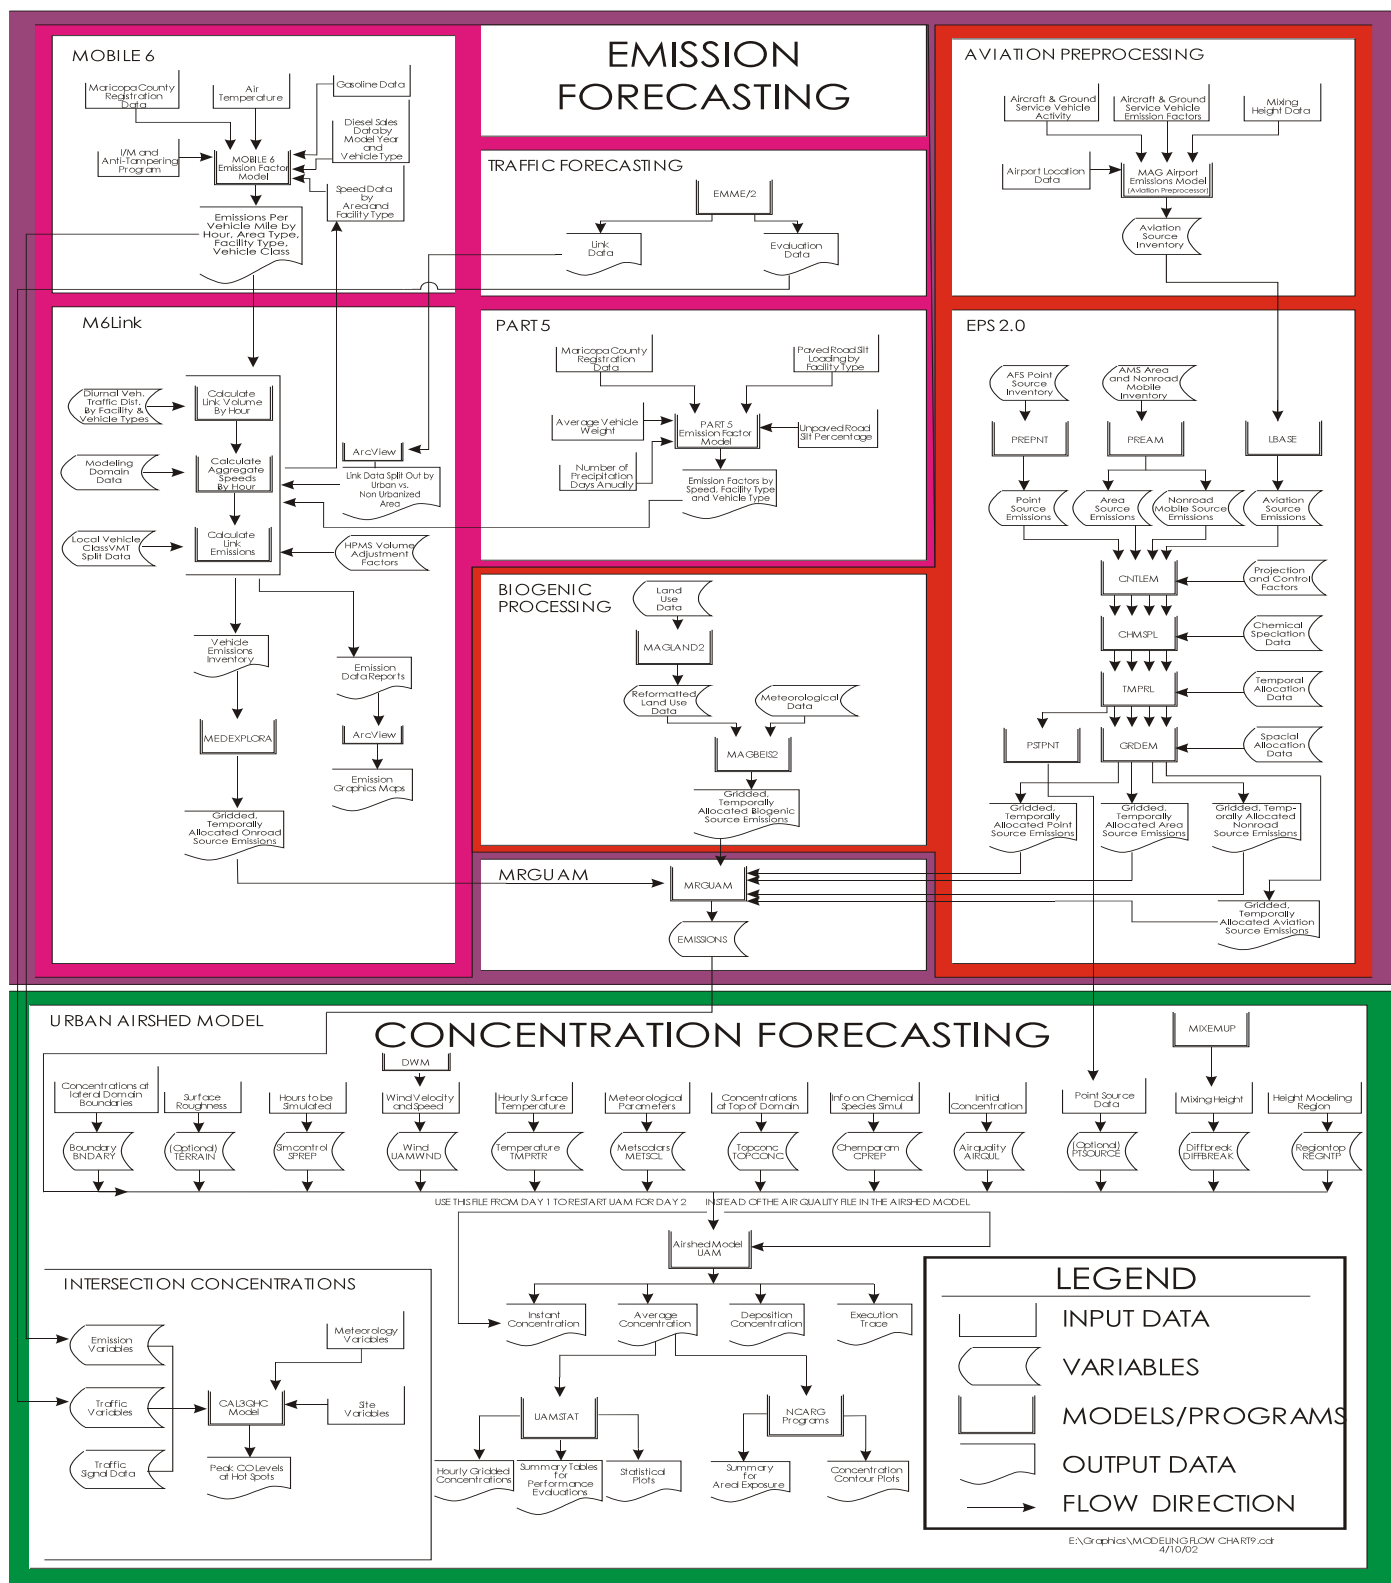 EMISSION
FORECASTING
MOBILE 6
Maricopa County
Registration
Data
Air
Temperature
Gasoline Data
Diesel Sales
Data by
Model Year
and
Vehicle Type
I/M and
Anti-Tampering
Program
MOBILE 6
Emission Factor
Model
Speed Data
by
Area and
Facility Type
Emissions Per
Vehicle Mile by
Hour, Area Type,
Facility Type,
Vehicle Class
TRAFFIC FORECASTING
EMME/2
Link
Data
Evaluation
Data
AVIATION PREPROCESSING
Aircraft & Ground
Service Vehicle
Activity
Aircraft & Ground
Service Vehicle
Emission Factors
Mixing
Height Data
Airport Location
Data
MAG Airport
Emissions Model
(Aviation Preprocessor)
Aviation
Source
Inventory
M6Link
Diurnal Veh.
Traffic Dist.
By Facility &
Vehicle Types
Calculate
Link Volume
By Hour
Modeling
Domain
Data
Calculate
Aggregate
Speeds
By Hour
ArcView
Link Data Split Out by
Urban vs.
Non Urbanized
Area
Local Vehicle
Class VMT
Split Data
Calculate
Link
Emissions
HPMS Volume
Adjustment
Factors
Vehicle
Emissions
Inventory
Emission
Data Reports
MEDEXPLORA
ArcView
Emission
Graphics Maps
Gridded,
Temporally
Allocated Onroad
Source Emissions
PART 5
Maricopa County
Registration
Data
Paved Road Silt
Loading by
Facility Type
Average Vehicle
Weight
PART 5
Emission Factor
Model
Unpaved Road
Silt Percentage
Number of
Precipitation
Days Anually
Emission Factors by
Speed, Facility Type
and Vehicle Type
BIOGENIC
PROCESSING
Land
Use
Data
MAGLAND2
Reformatted
Land Use
Data
Meteorological
Data
MAGBEIS2
Gridded,
Temporally
Allocated Biogenic
Source Emissions
MRGUAM
MRGUAM
EMISSIONS
EPS 2.0
AFS Point
Source
Inventory
AMS Area
and Nonroad
Mobile
Inventory
PREPNT
PREAM
LBASE
Point
Source
Emissions
Area
Source
Emissions
Nonroad
Mobile Source
Emissions
Aviation
Source
Emissions
CNTLEM
Projection
and Control
Factors
CHMSPL
Chemical
Speciation
Data
TMPRL
Temporal
Allocation
Data
PSTPNT
GRDEM
Spacial
Allocation
Data
Gridded,
Temporally
Allocated Point
Source Emissions
Gridded,
Temporally
Allocated Area
Source Emissions
Gridded, Temp-
orally Allocated
Nonroad
Source Emissions
Gridded,
Temporally
Allocated Aviation
Source Emissions
URBAN AIRSHED MODEL
CONCENTRATION FORECASTING
DWM
MIXEMUP
Concentrations at
lateral Domain
Boundaries
Surface
Roughness
Hours to be
Simulated
Wind Velocity
and Speed
Hourly Surface
Temperature
Meteorological
Parameters
Concentrations
at Top of Domain
Info on Chemical
Species Simul
Initial
Concentration
Point Source
Data
Mixing Height
Height Modeling
Region
Boundary
BNDARY
(Optional)
TERRAIN
Simcontrol
SPREP
Wind
UAMWND
Temperature
TMPRTR
Metscalars
METSCL
Topconc
TOPCONC
Chemparam
CPREP
Airquality
AIRQUL
(Optional)
PTSOURCE
Diffbreak
DIFFBREAK
Regiontop
REGNTP
USE THIS FILE FROM DAY 1 TO RESTART UAM FOR DAY 2 INSTEAD OF THE AIR QUALITY FILE IN THE AIRSHED MODEL
Airshed Model
UAM
Instant
Concentration
Average
Concentration
Deposition
Concentration
Execution
Trace
UAMSTAT
NCARG
Programs
Hourly Gridded
Concentrations
Summary Tables
for
Performance
Evaluations
Statistical
Plots
Summary
for
Areal Exposure
Concentration
Contour Plots
INTERSECTION CONCENTRATIONS
Emission
Variables
Meteorology
Variables
Traffic
Variables
CAL3QHC
Model
Site
Variables
Traffic
Signal Data
Peak CO Levels
at Hot Spots
LEGEND
INPUT DATA
VARIABLES
MODELS/PROGRAMS
OUTPUT DATA
FLOW DIRECTION
E:\Graphics\MODELING FLOW CHART9.cdr
4/10/02